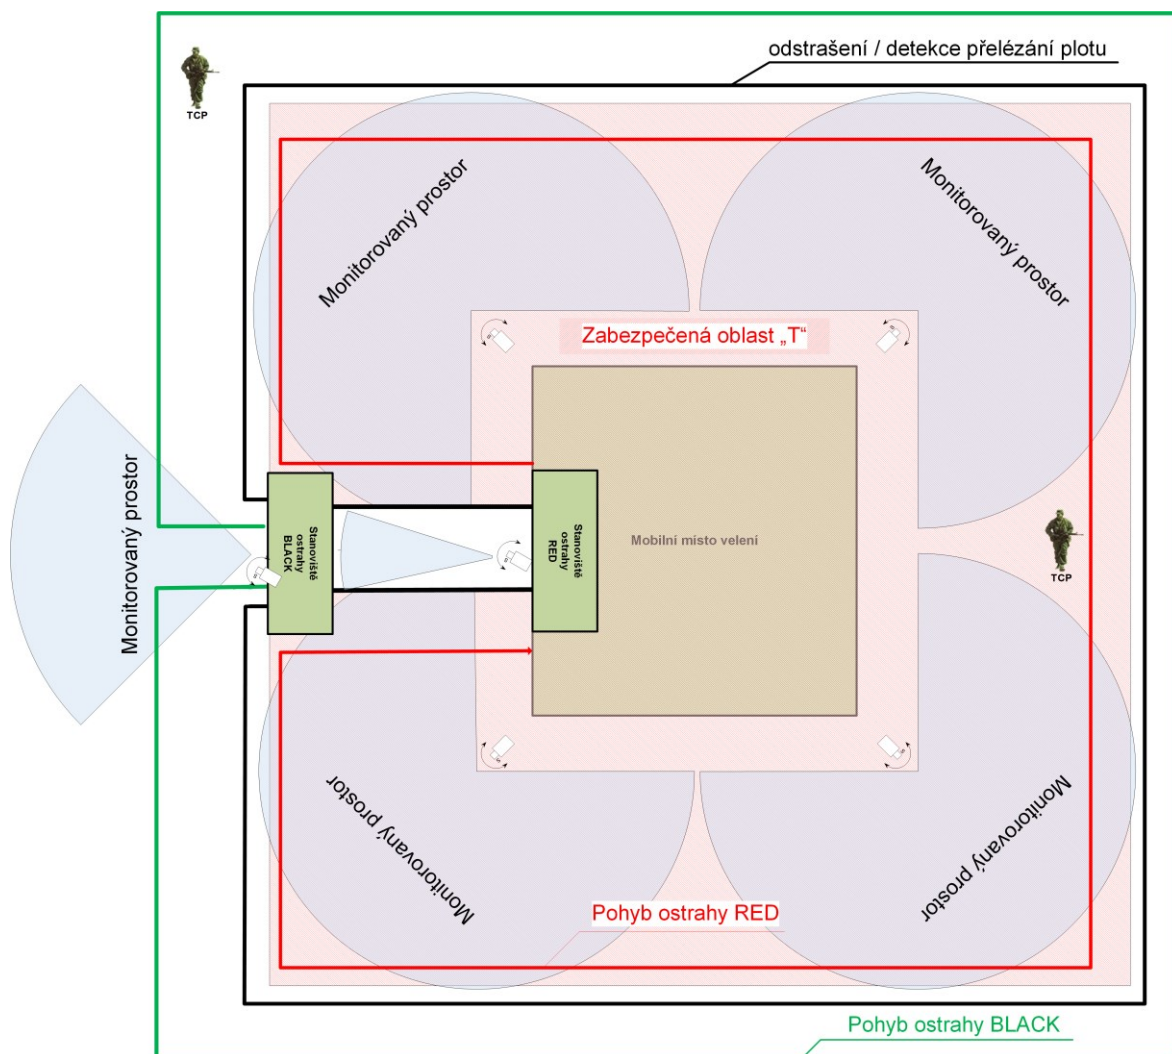 odstrašení / detekce přelézání plotu
TCP
Monitorovaný prostor
Monitorovaný prostor
Zabezpečená oblast „T“
Monitorovaný prostor
Stanoviště
ostrahy
BLACK
Stanoviště
ostrahy
RED
Mobilní místo velení
TCP
Monitorovaný prostor
Monitorovaný prostor
Pohyb ostrahy RED
Pohyb ostrahy BLACK